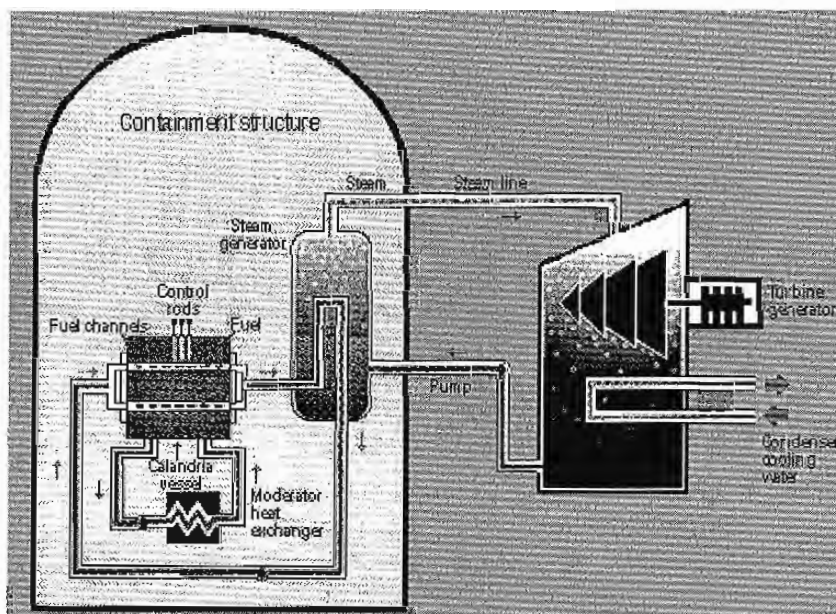 Containment structure
Steam
Steam line
Steam
generator
Control
rods
Fuel channels
Fuel
Turbine
generator
Pump
Calandria
vessel
Moderator
heat
exchanger
Condenser
cooling
water